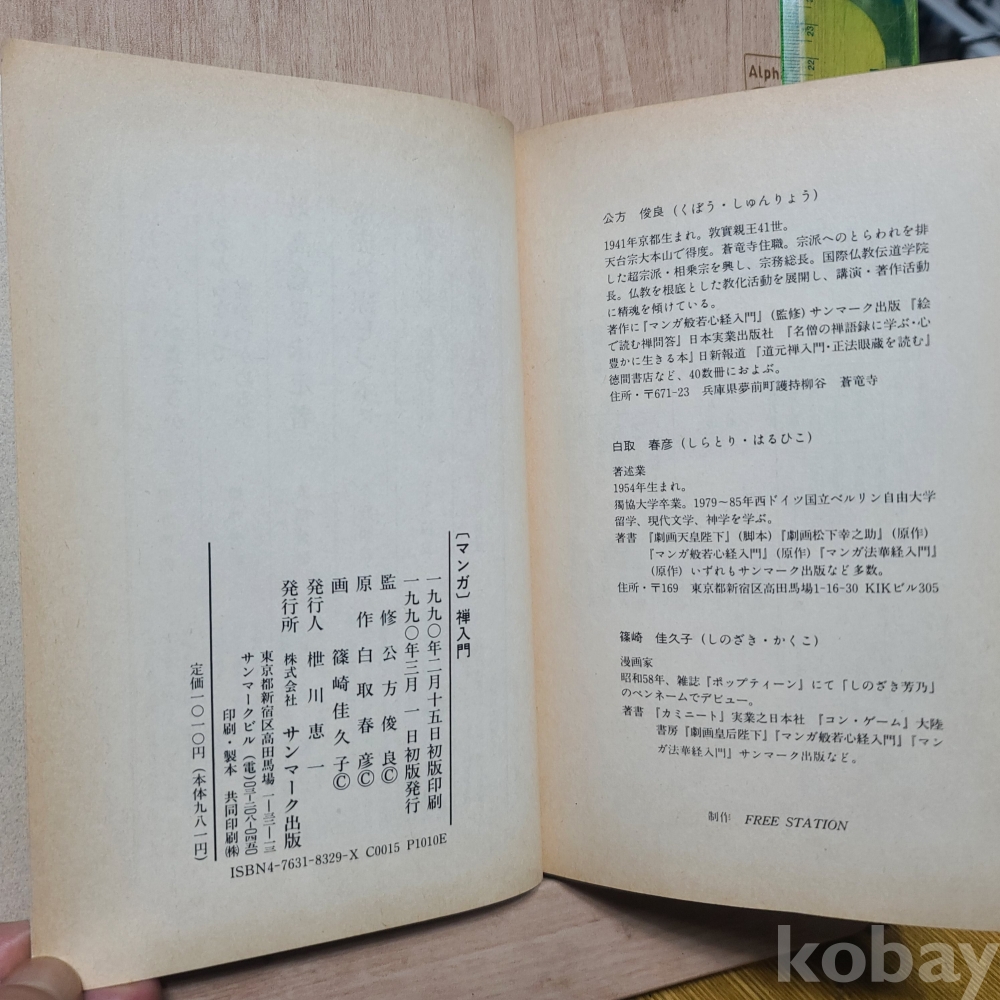 公方 俊良（くぼう・しゅんりょう）
1941年京都生まれ。敦實親王41世。
天台宗大本山で得度。蒼竜寺住職。宗派へのとらわれを排
した超宗派・相乗宗を興し、宗務総長。国際仏教伝道学院
長。仏教を根底とした教化活動を展開し、講演・著作活動
に精魂を傾けている。
著作に『マンガ般若心経入門』（監修）サンマーク出版 『絵
で読む禅問答』日本実業出版社 『名僧の禅語録に学ぶ・心
豊かに生きる本』日新報道 『道元禅入門・正法眼蔵を読む』
徳間書店など、40数冊におよぶ。
住所・〒671-23 兵庫県夢前町護持柳谷 蒼竜寺
白取 春彦（しらとり・はるひこ）
著述業
1954年生まれ。
獨協大学卒業。1979〜85年西ドイツ国立ベルリン自由大学
留学、現代文学、神学を学ぶ。
著書 『劇画天皇陛下』（脚本）『劇画松下幸之助』（原作）
『マンガ般若心経入門』（原作）『マンガ法華経入門』
（原作）いずれもサンマーク出版など多数。
住所・〒169 東京都新宿区高田馬場1-16-30 KIKビル305
篠崎 佳久子（しのざき・かくこ）
漫画家
昭和58年、雑誌『ポップティーン』にて「しのざき芳乃」
のペンネームでデビュー。
著書 『カミニート』実業之日本社 『コン・ゲーム』大陸
書房『劇画皇后陛下』『マンガ般若心経入門』『マン
ガ法華経入門』サンマーク出版など。
制作 FREE STATION
〔マンガ〕禅入門
一九九〇年二月十五日初版印刷
一九九〇年三月 一日初版発行
監修 公方俊良©
原作 白取春彦©
画 篠崎佳久子©
発行人 枻川恵一
発行所 株式会社 サンマーク出版
東京都新宿区高田馬場 一—三一—一三
サンマークビル（電）〇三—二〇八—〇四五〇
印刷・製本 共同印刷㈱
定価一〇一〇円（本体九八一円）
ISBN4-7631-8329-X C0015 P1010E
Alph
23
22
kobay